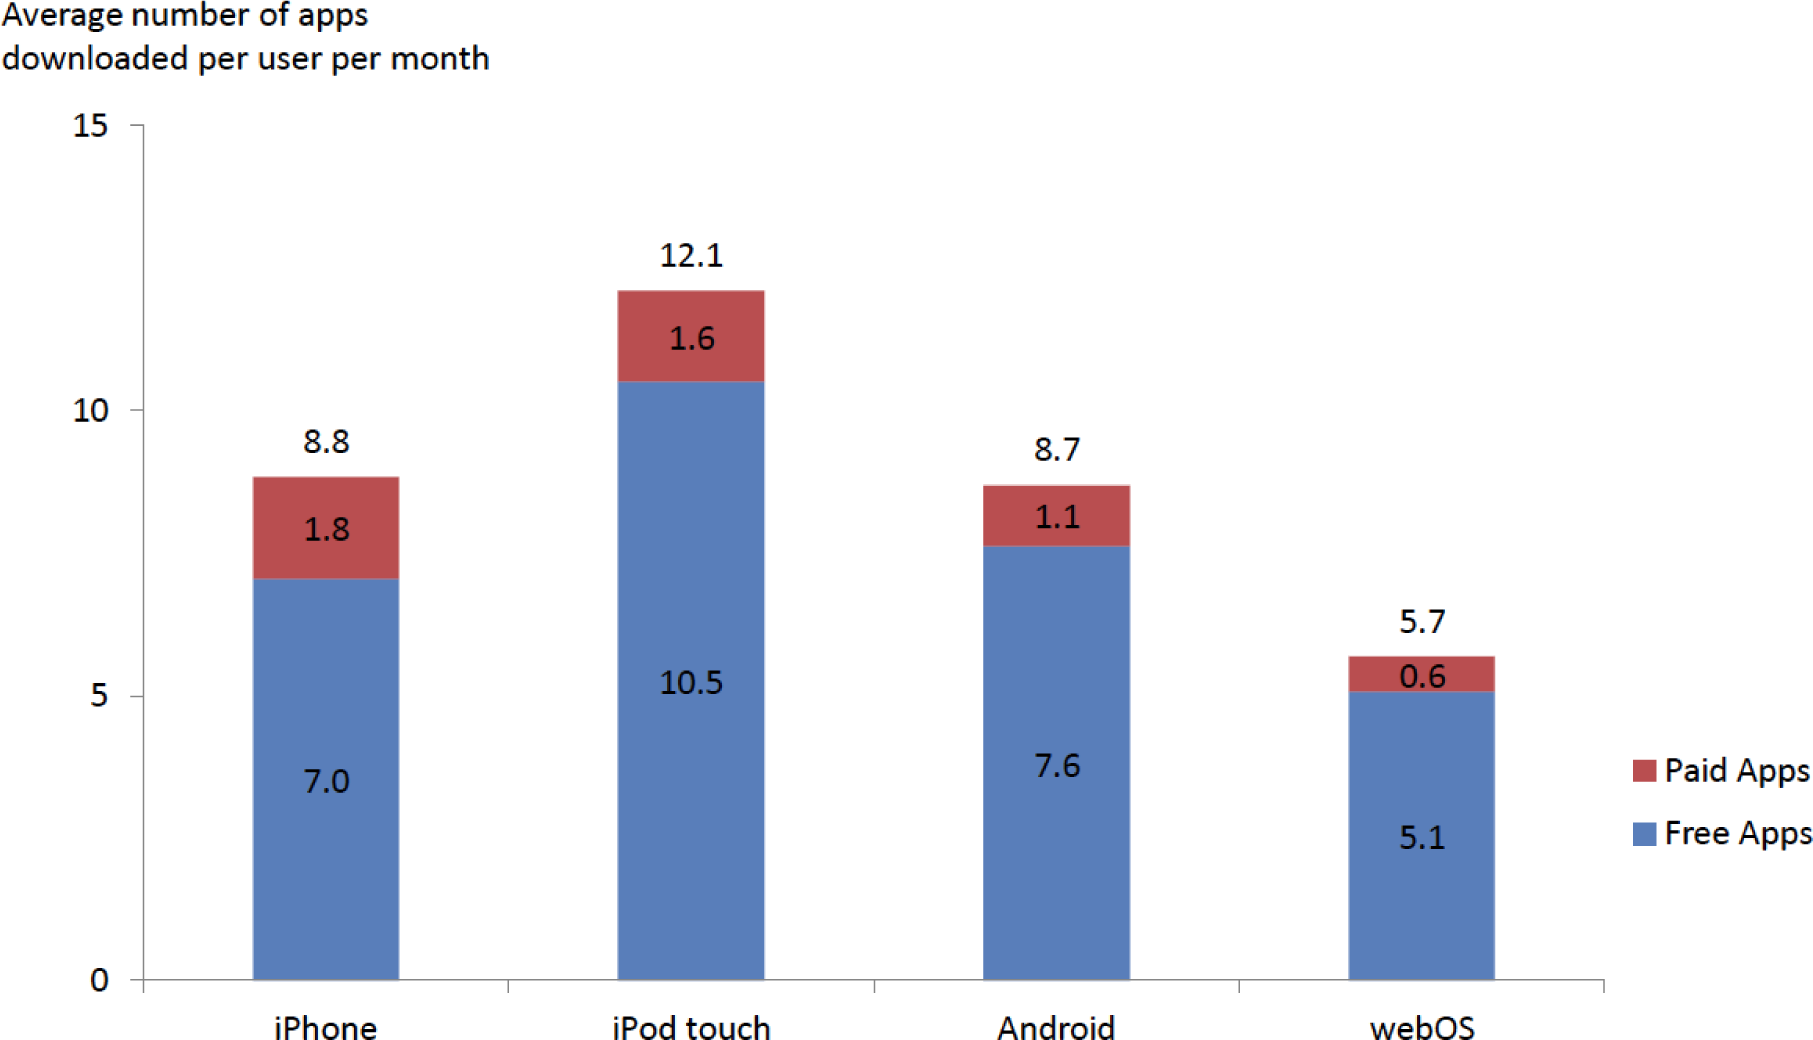 Average number of apps
downloaded per user per month
15
10
5
0
8.8
1.8
7.0
12.1
1.6
10.5
8.7
1.1
7.6
5.7
0.6
5.1
Paid Apps
Free Apps
iPhone
iPod touch
Android
webOS